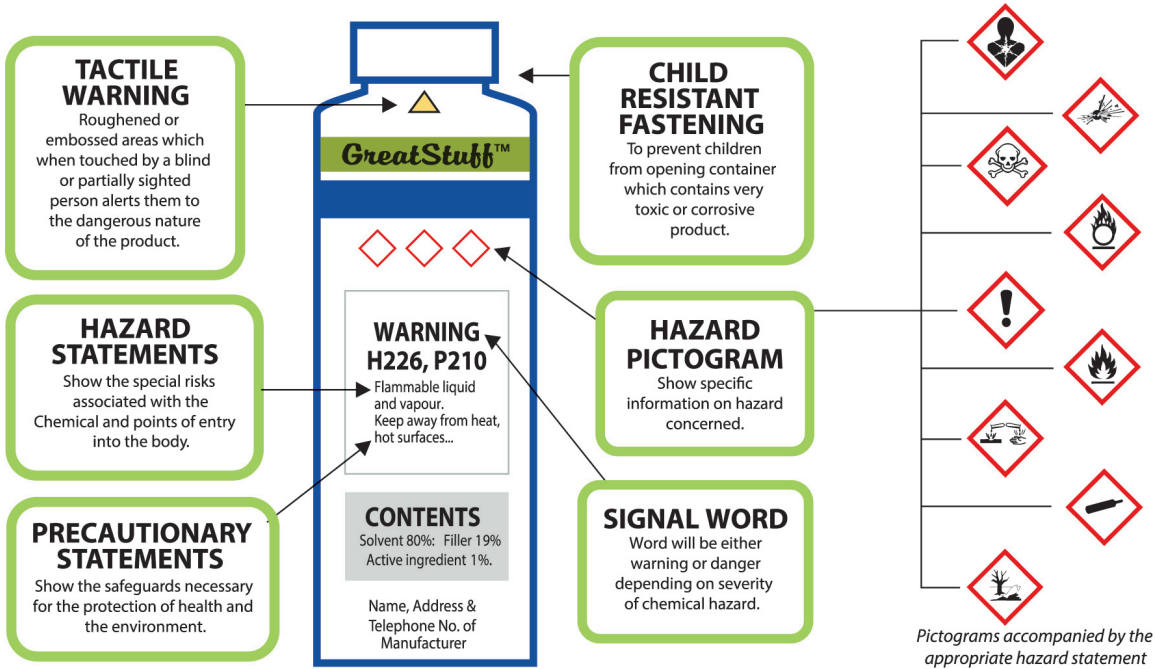 TACTILE
WARNING
Roughened or
embossed areas which
when touched by a blind
or partially sighted
person alerts them to
the dangerous nature
of the product.
HAZARD
STATEMENTS
Show the special risks
associated with the
Chemical and points of entry
into the body.
PRECAUTIONARY
STATEMENTS
Show the safeguards necessary
for the protection of health and
the environment.
GreatStuff™
WARNING
H226, P210
Flammable liquid
and vapour.
Keep away from heat,
hot surfaces...
CONTENTS
Solvent 80%: Filler 19%
Active ingredient 1%.
Name, Address &
Telephone No. of
Manufacturer
CHILD
RESISTANT
FASTENING
To prevent children
from opening container
which contains very
toxic or corrosive
product.
HAZARD
PICTOGRAM
Show specific
information on hazard
concerned.
SIGNAL WORD
Word will be either
warning or danger
depending on severity
of chemical hazard.
Pictograms accompanied by the
appropriate hazard statement